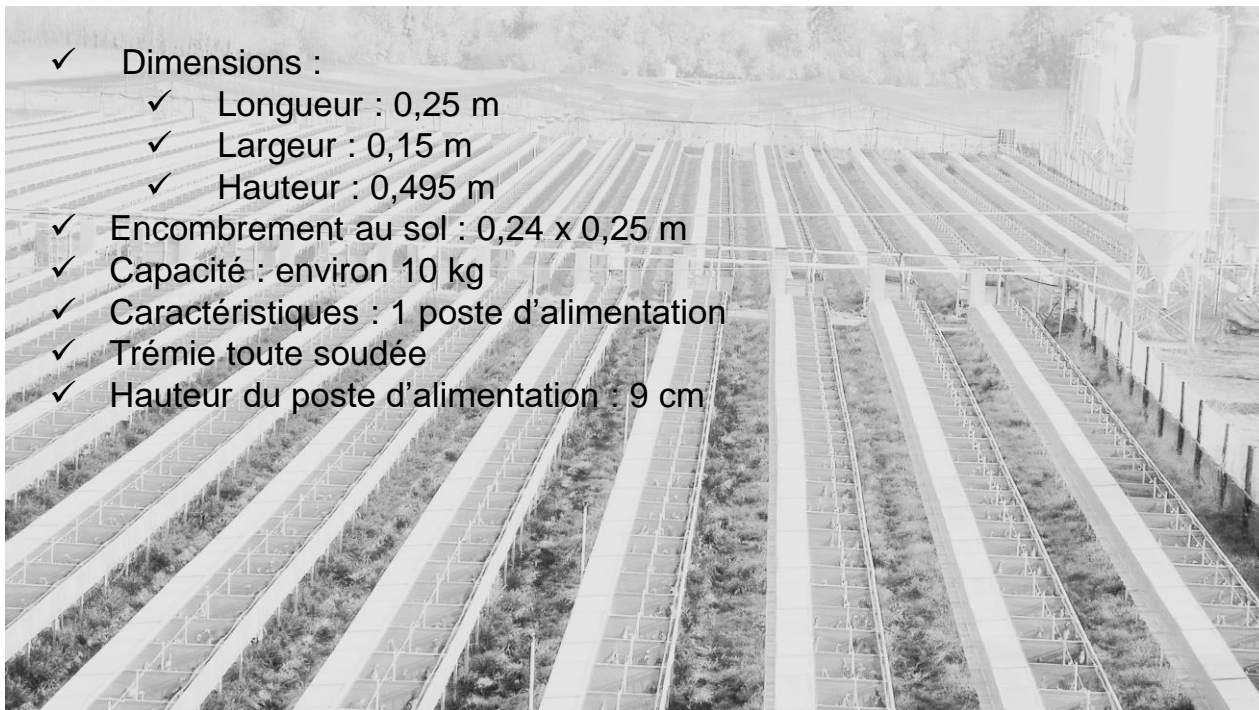 ✓ Dimensions :
✓ Longueur : 0,25 m
✓ Largeur : 0,15 m
✓ Hauteur : 0,495 m
✓ Encombrement au sol : 0,24 x 0,25 m
✓ Capacité : environ 10 kg
✓ Caractéristiques : 1 poste d’alimentation
✓ Trémie toute soudée
✓ Hauteur du poste d’alimentation : 9 cm